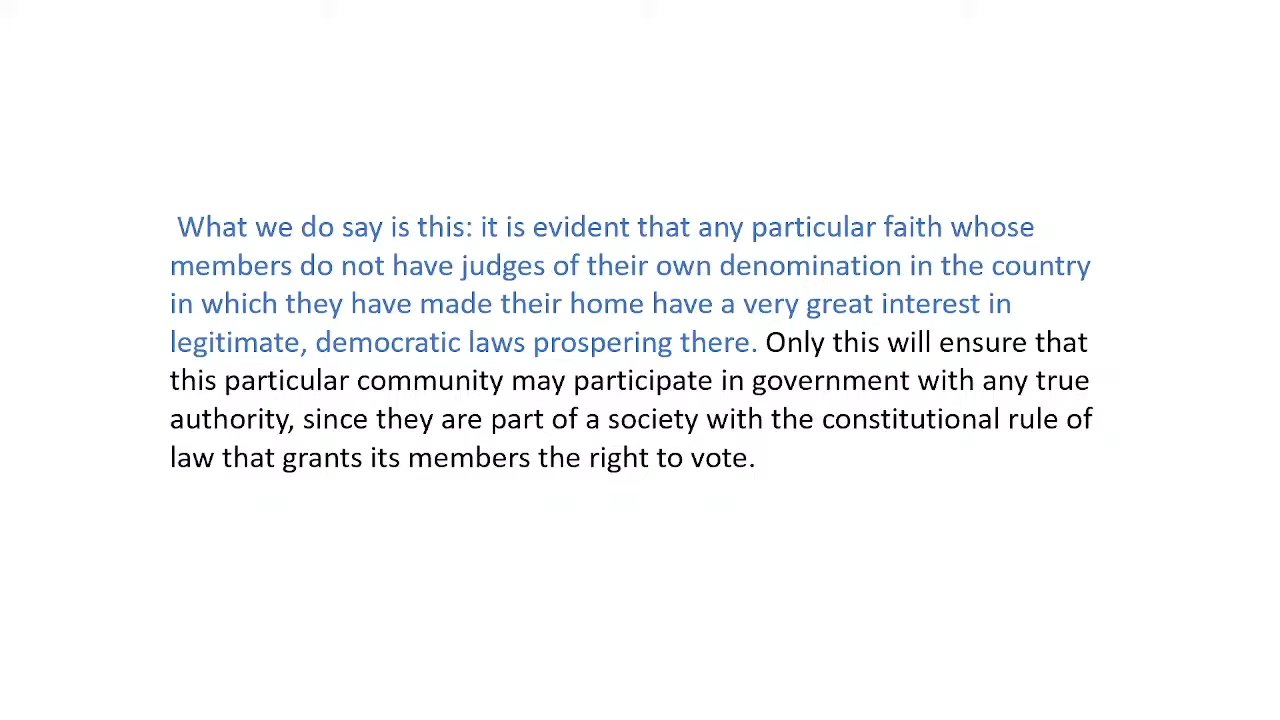 What we do say is this: it is evident that any particular faith whose
members do not have judges of their own denomination in the country
in which they have made their home have a very great interest in
legitimate, democratic laws prospering there. Only this will ensure that
this particular community may participate in government with any true
authority, since they are part of a society with the constitutional rule of
law that grants its members the right to vote.